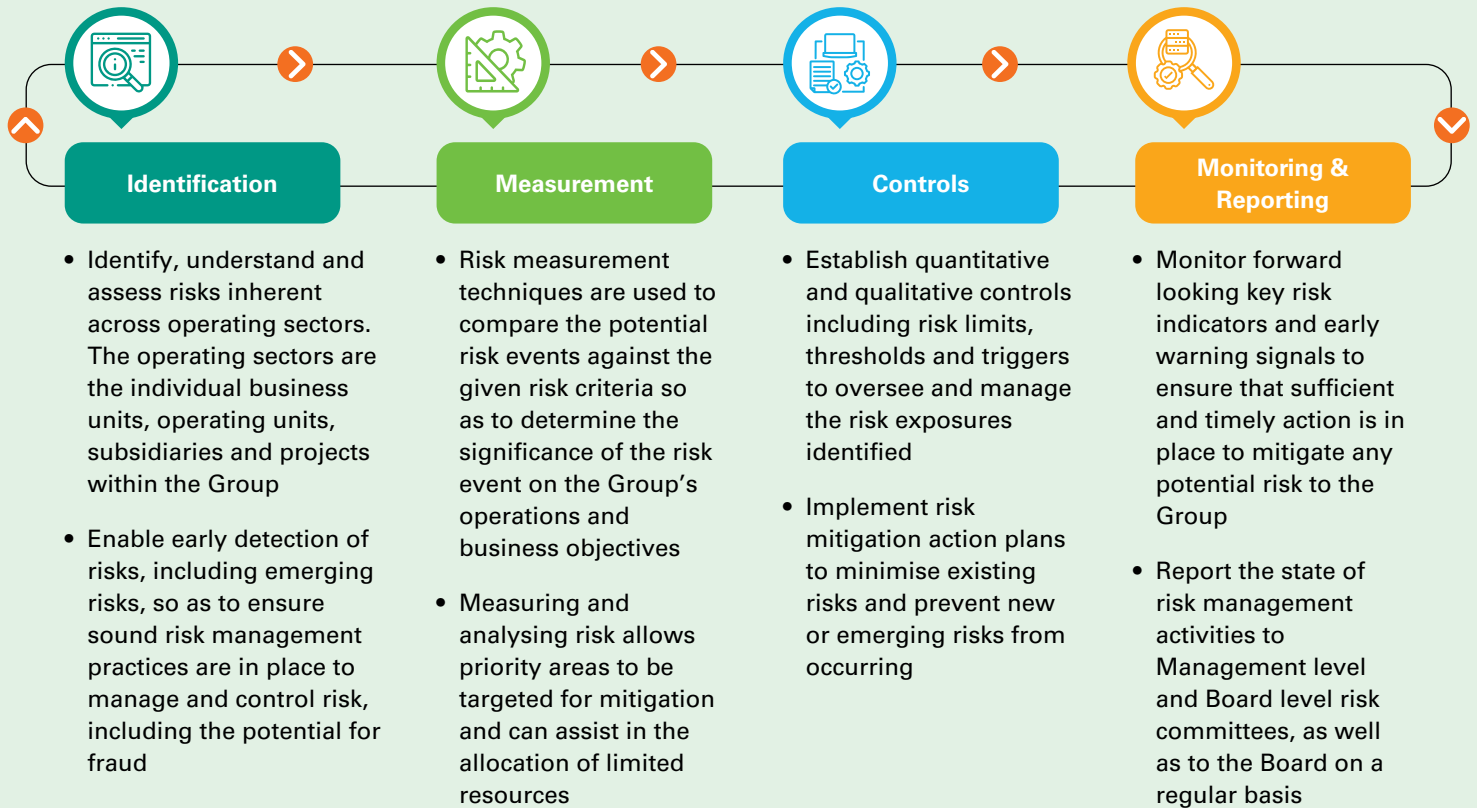 Identification
• Identify, understand and
assess risks inherent
across operating sectors.
The operating sectors are
the individual business
units, operating units,
subsidiaries and projects
within the Group
• Enable early detection of
risks, including emerging
risks, so as to ensure
sound risk management
practices are in place to
manage and control risk,
including the potential for
fraud
Measurement
• Risk measurement
techniques are used to
compare the potential
risk events against the
given risk criteria so
as to determine the
significance of the risk
event on the Group’s
operations and
business objectives
• Measuring and
analysing risk allows
priority areas to be
targeted for mitigation
and can assist in the
allocation of limited
resources
Controls
• Establish quantitative
and qualitative controls
including risk limits,
thresholds and triggers
to oversee and manage
the risk exposures
identified
• Implement risk
mitigation action plans
to minimise existing
risks and prevent new
or emerging risks from
occurring
Monitoring &
Reporting
• Monitor forward
looking key risk
indicators and early
warning signals to
ensure that sufficient
and timely action is in
place to mitigate any
potential risk to the
Group
• Report the state of
risk management
activities to
Management level
and Board level risk
committees, as well
as to the Board on a
regular basis